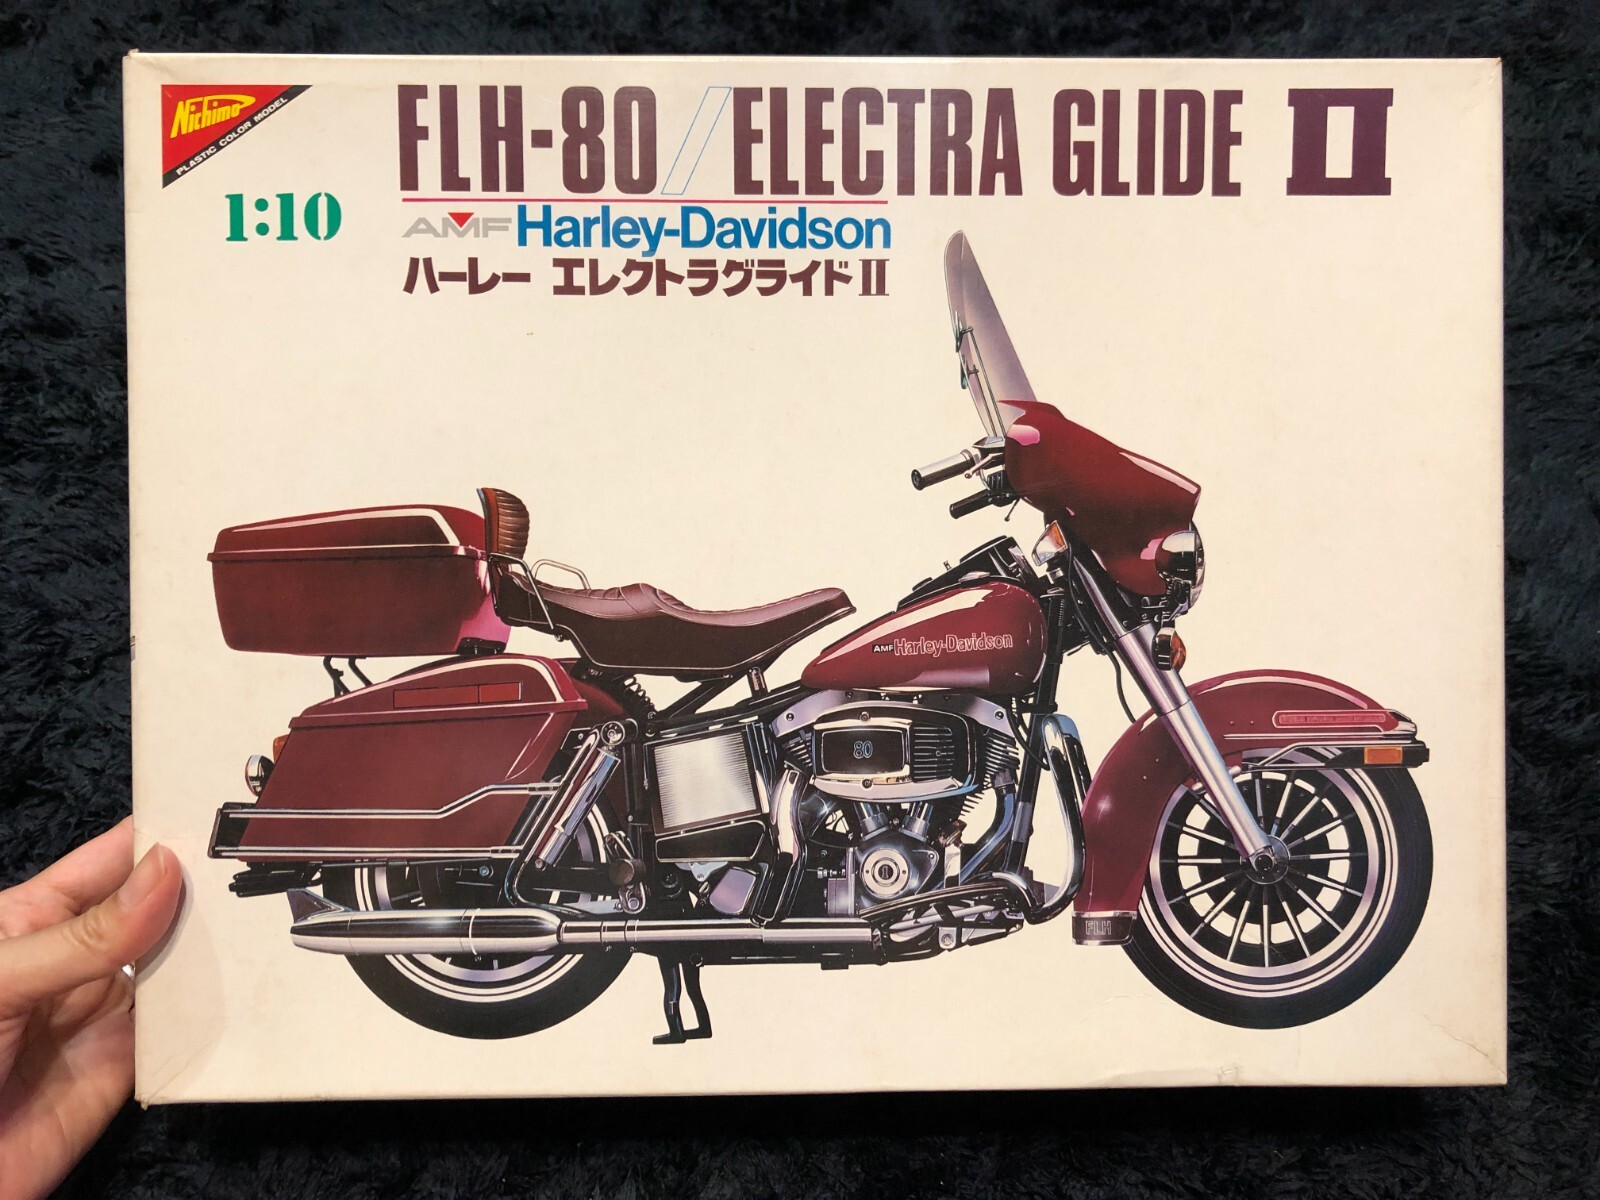 Nichimo
PLASTIC COLOR MODEL
FLH-80/ELECTRA GLIDE II
1:10
AMF Harley-Davidson
ハーレー エレクトラグライドII
AMF Harley-Davidson
80
FLH